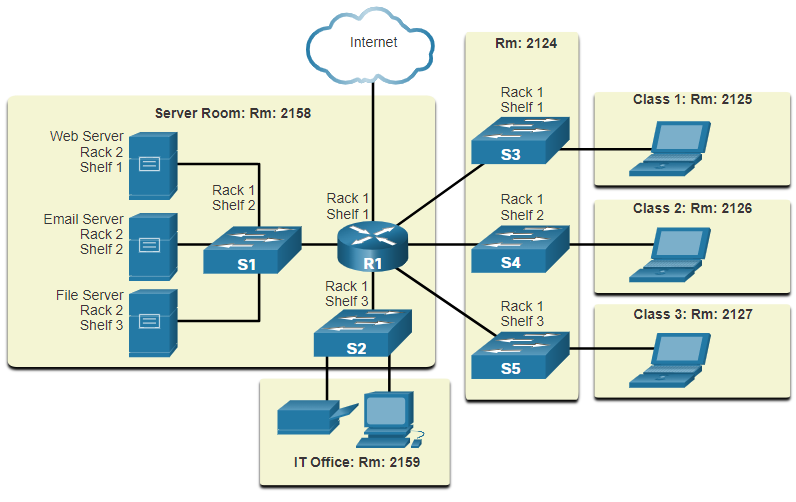 Internet
Rm: 2124
Server Room: Rm: 2158
Web Server
Rack 2
Shelf 1
Email Server
Rack 2
Shelf 2
File Server
Rack 2
Shelf 3
Rack 1
Shelf 2
S1
Rack 1
Shelf 1
R1
Rack 1
Shelf 3
S2
Rack 1
Shelf 1
S3
Rack 1
Shelf 2
S4
Rack 1
Shelf 3
S5
Class 1: Rm: 2125
Class 2: Rm: 2126
Class 3: Rm: 2127
IT Office: Rm: 2159